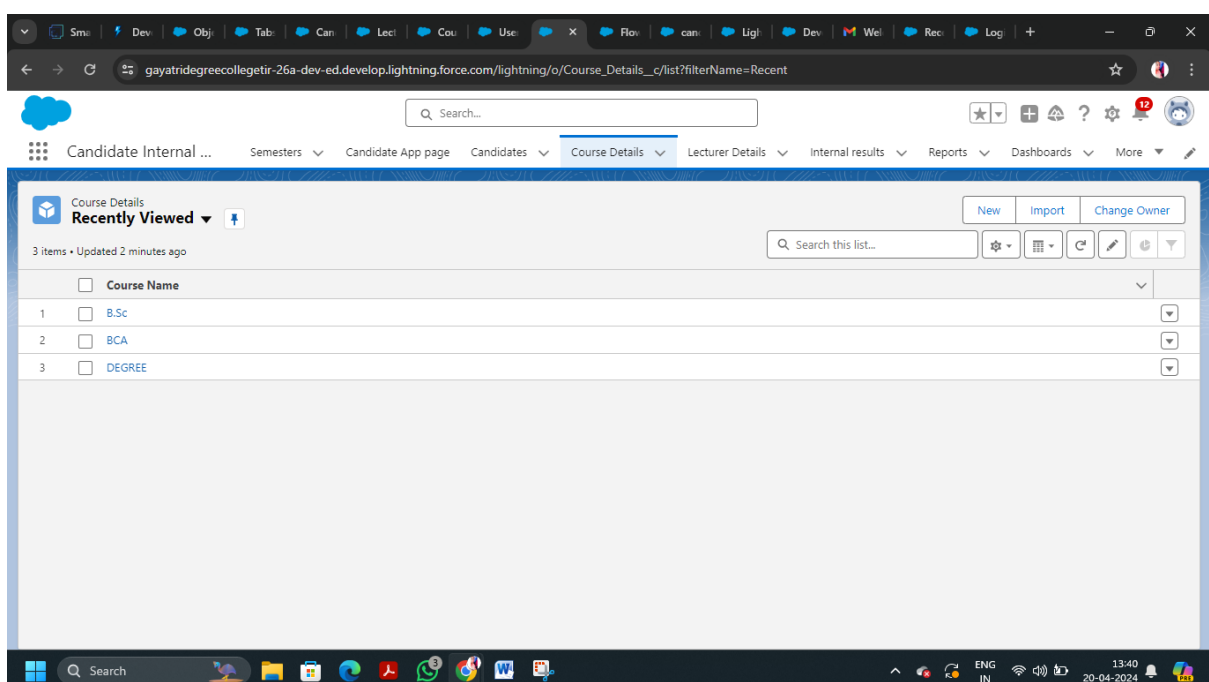 Sma Dev Obje Tab: Can Lect Cou Use: Flov cand Ligh Dev Wel Rec Log
gayatridegreecollegetir-26a-dev-ed.develop.lightning.force.com/lightning/o/Course_Details__c/list?filterName=Recent
Search... 12
Candidate Internal ... Semesters Candidate App page Candidates Course Details Lecturer Details Internal results Reports Dashboards More
Course Details
Recently Viewed
New Import Change Owner
3 items • Updated 2 minutes ago
Search this list...
Course Name
1 B.Sc
2 BCA
3 DEGREE
Search 3 ENG 13:40
IN 20-04-2024